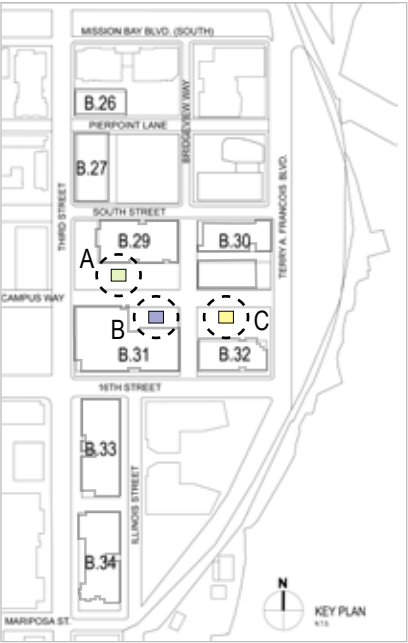 MISSION BAY BLVD. (SOUTH)
B.26
BRIDGEVIEW WAY
PIERPOINT LANE
B.27
THIRD STREET
TERRY A. FRANCOIS BLVD.
SOUTH STREET
B.29
B.30
A
CAMPUS WAY
B
C
B.31
B.32
16TH STREET
B.33
ILLINOIS STREET
B.34
N
KEY PLAN
N.T.S.
MARIPOSA ST.